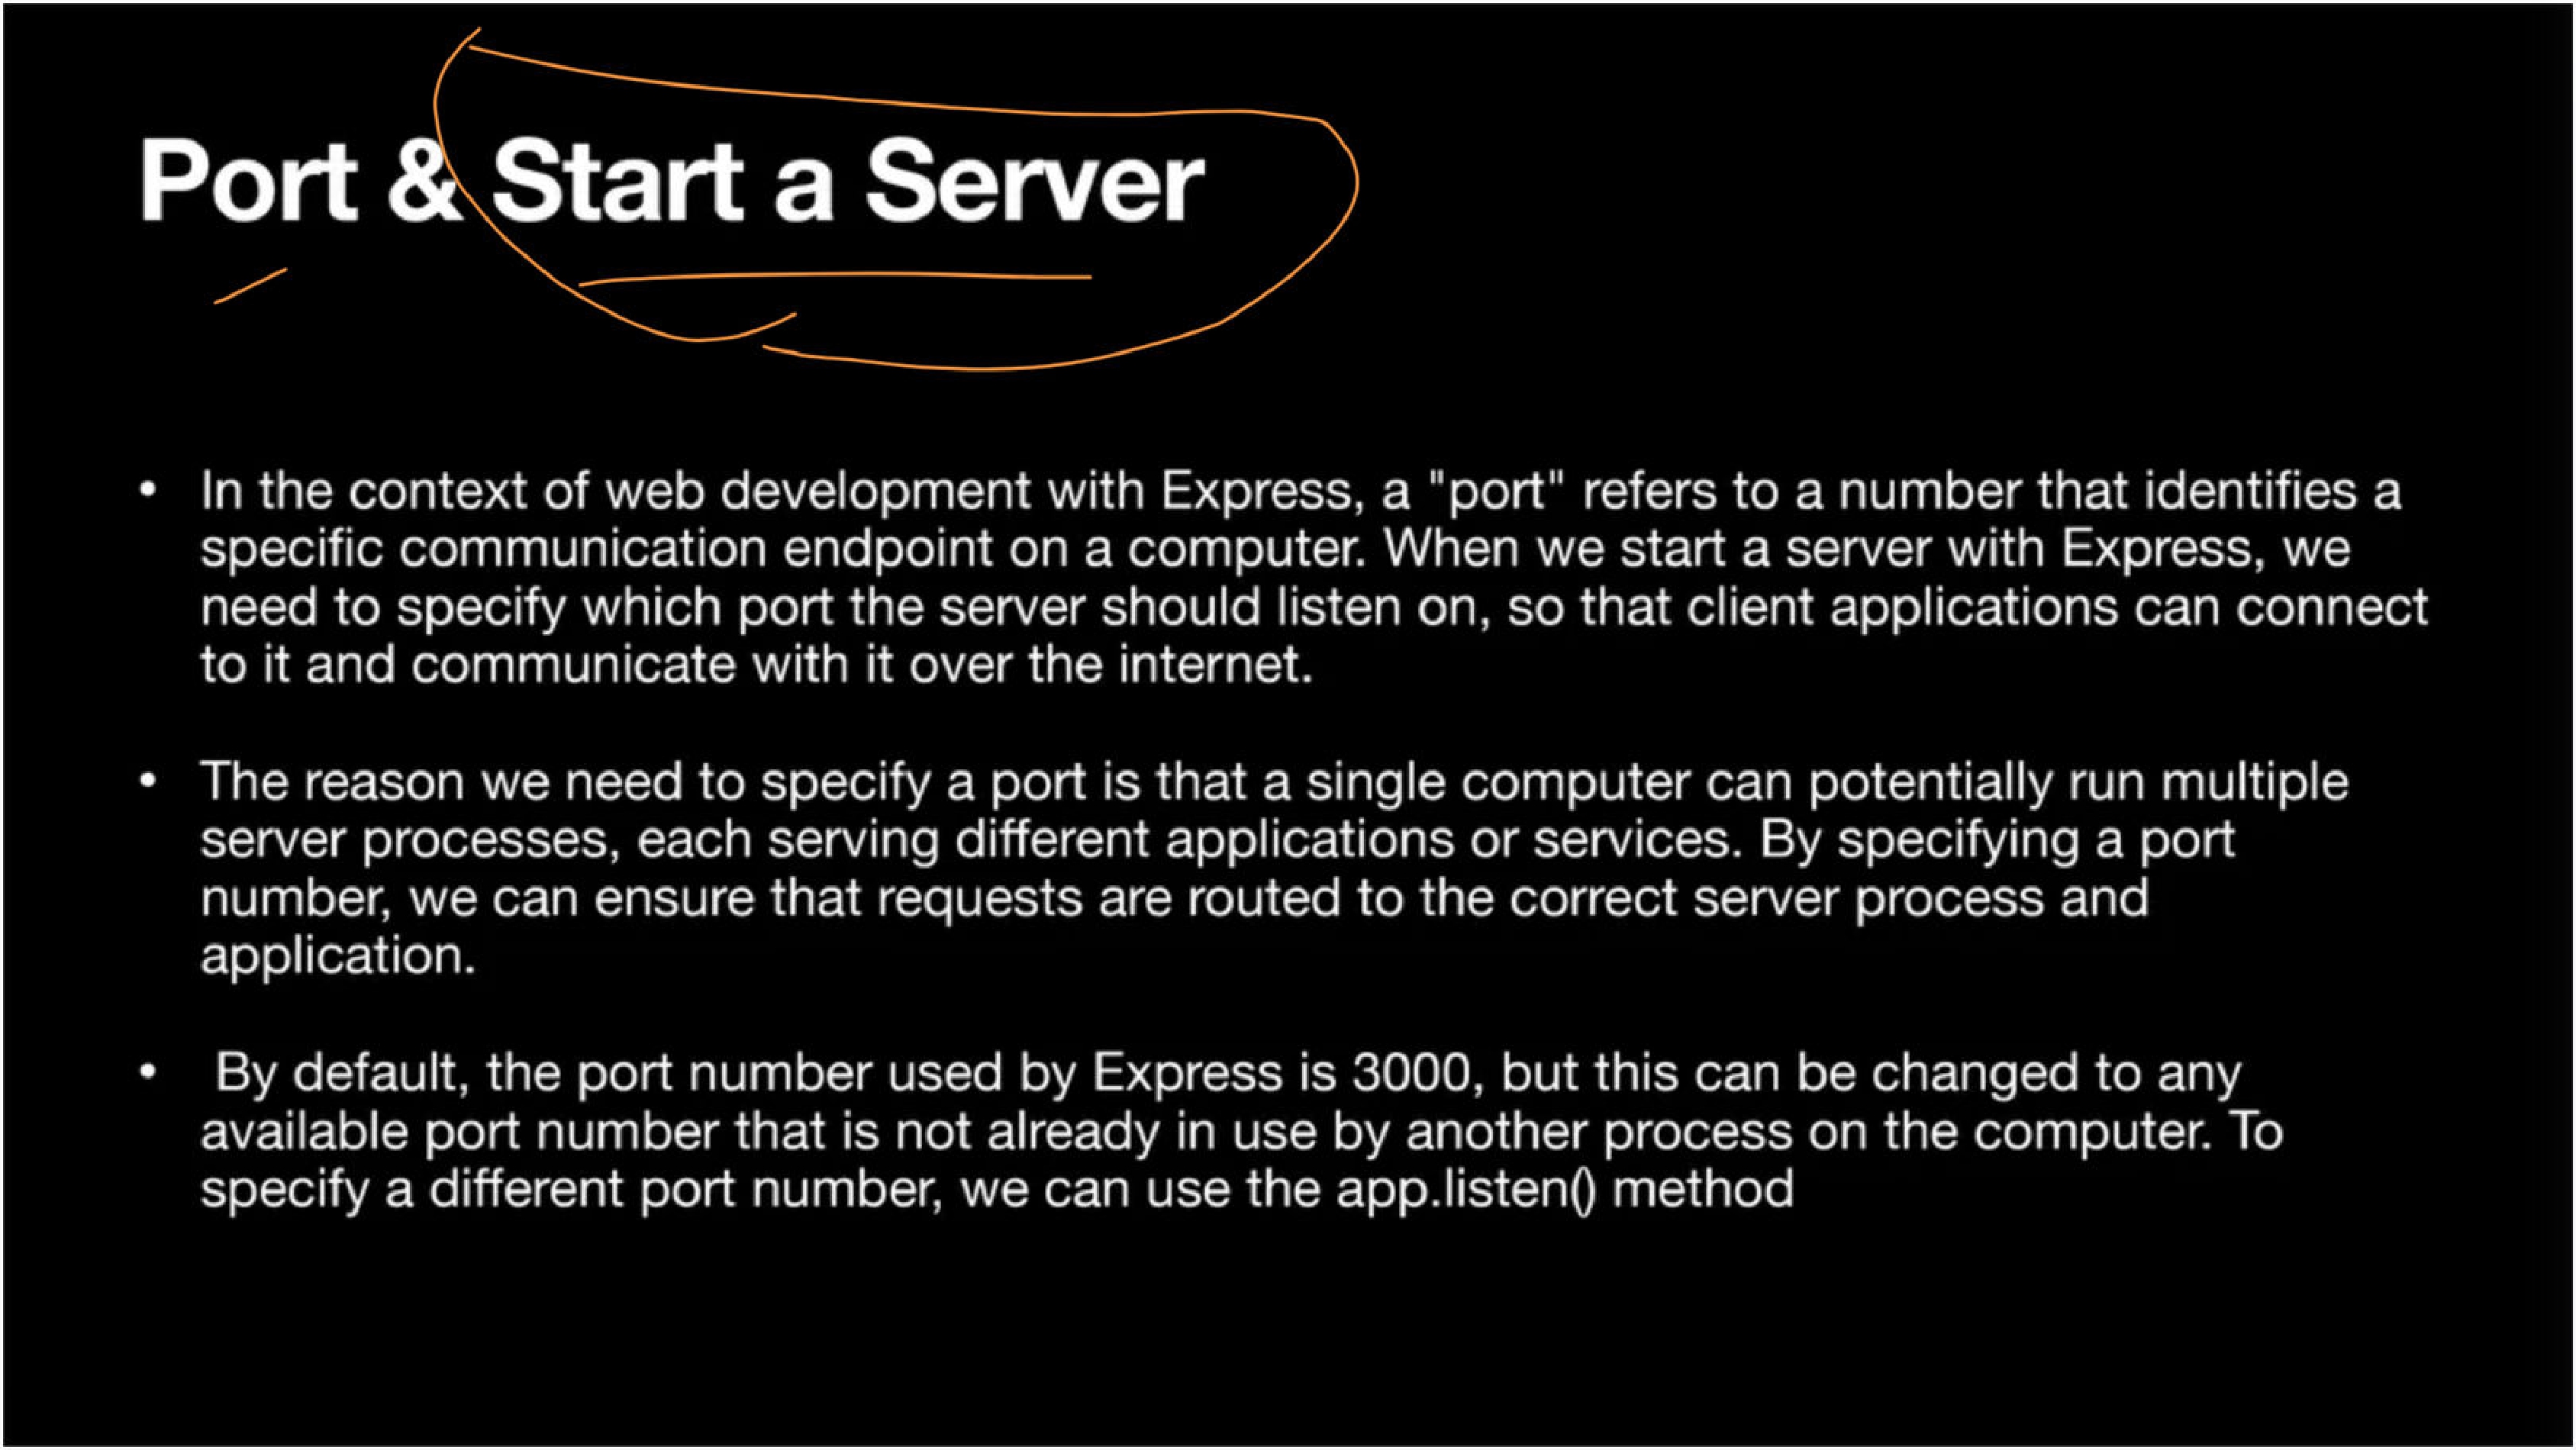 Port & Start a Server
• In the context of web development with Express, a "port" refers to a number that identifies a
specific communication endpoint on a computer. When we start a server with Express, we
need to specify which port the server should listen on, so that client applications can connect
to it and communicate with it over the internet.
• The reason we need to specify a port is that a single computer can potentially run multiple
server processes, each serving different applications or services. By specifying a port
number, we can ensure that requests are routed to the correct server process and
application.
• By default, the port number used by Express is 3000, but this can be changed to any
available port number that is not already in use by another process on the computer. To
specify a different port number, we can use the app.listen() method